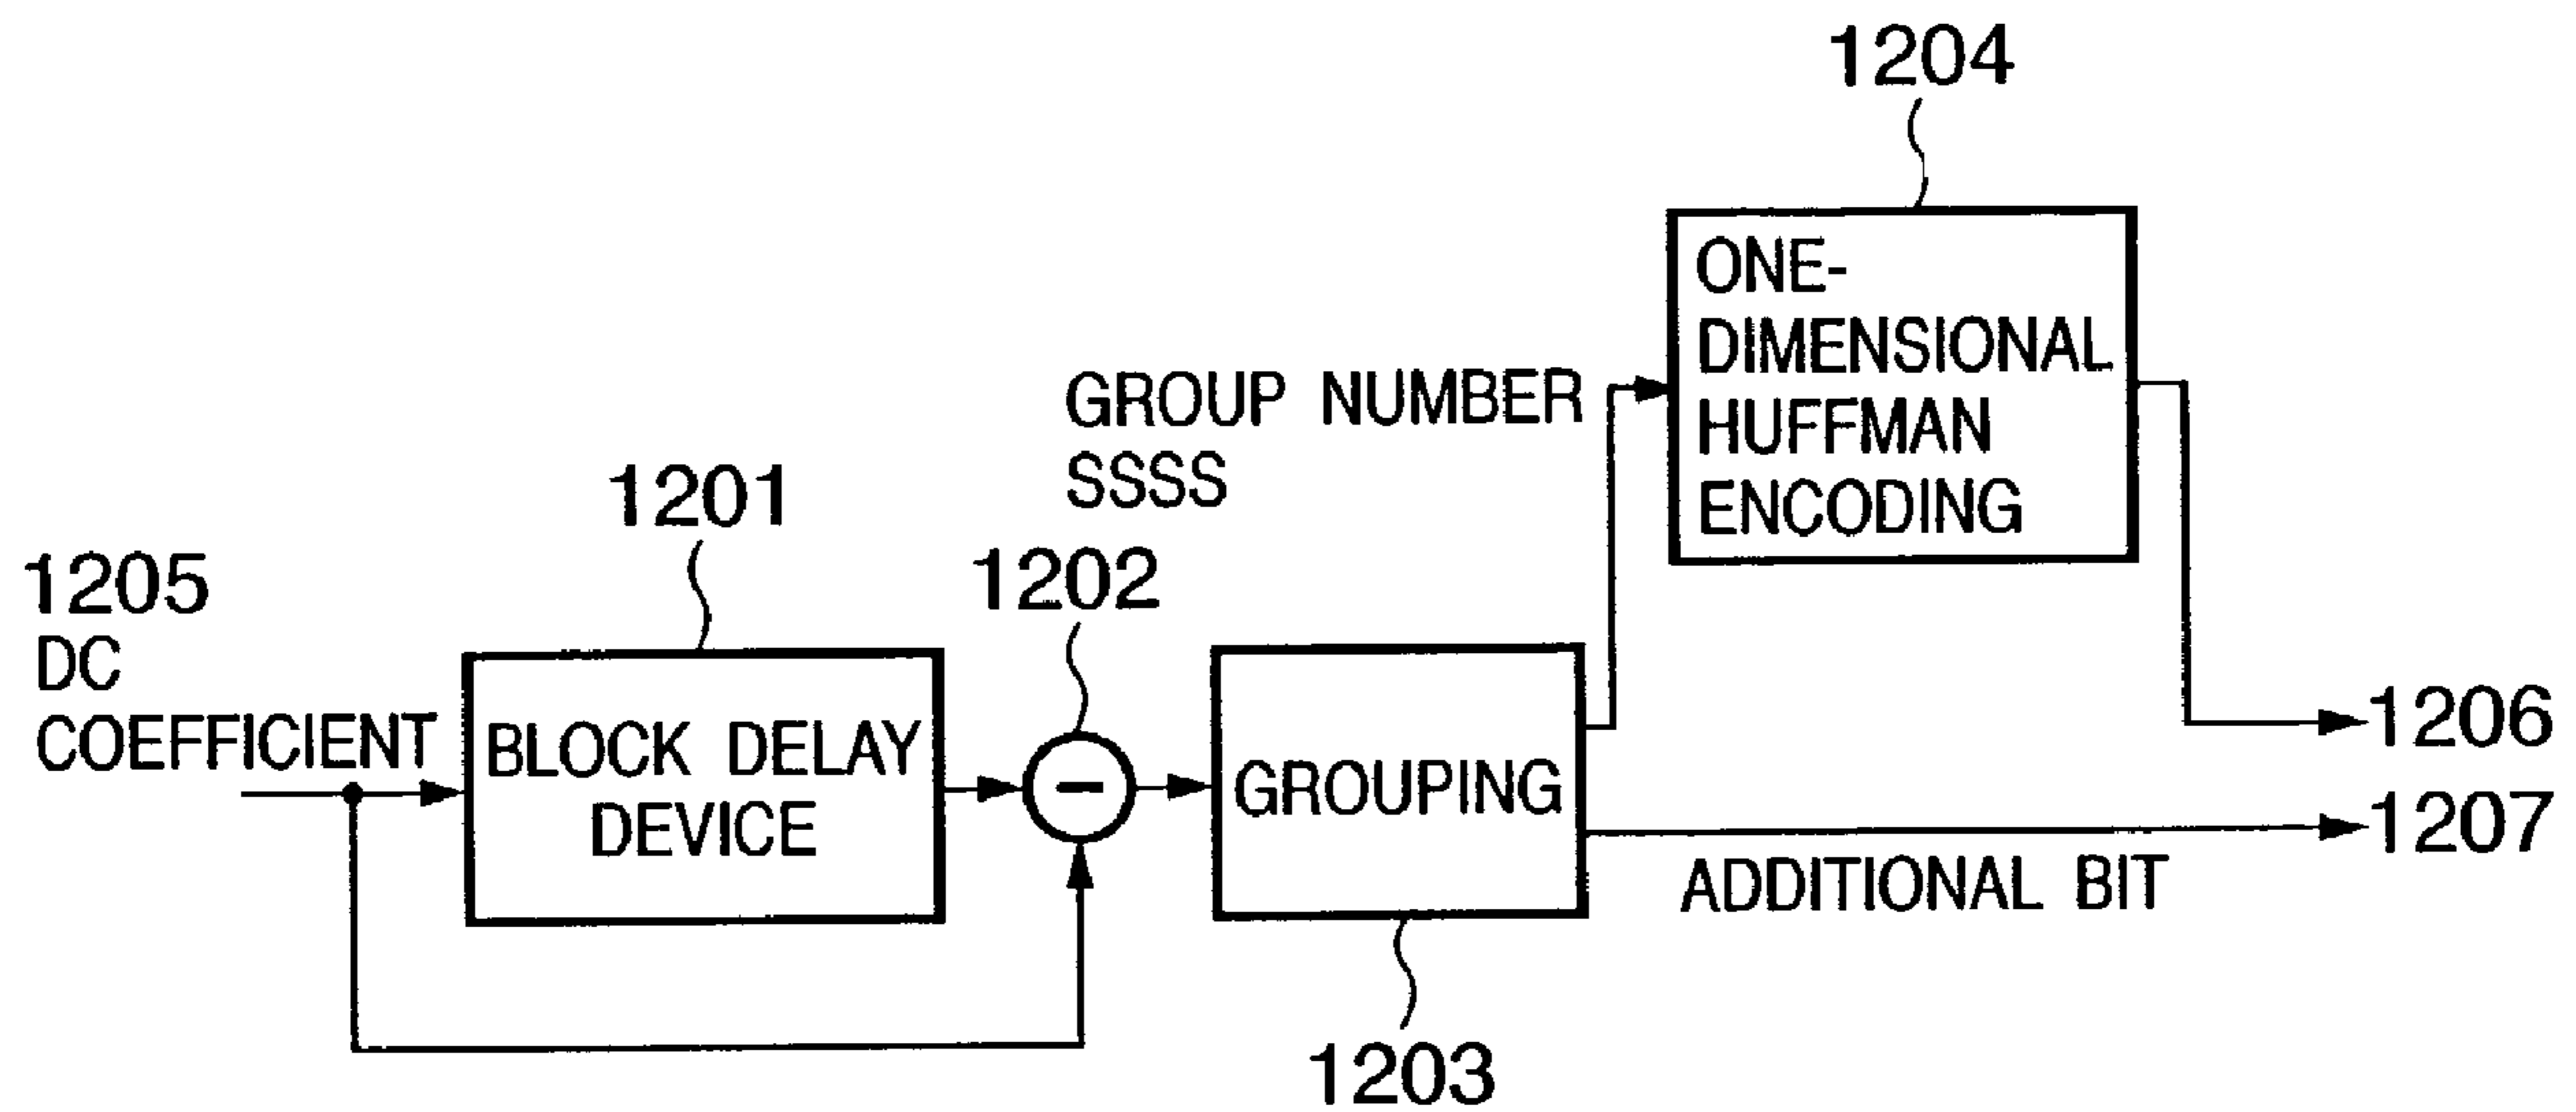 1204
ONE-
DIMENSIONAL
HUFFMAN
ENCODING
GROUP NUMBER
SSSS
1201
1202
1205
DC
COEFFICIENT
BLOCK DELAY
DEVICE
−
GROUPING
1206
1207
ADDITIONAL BIT
1203